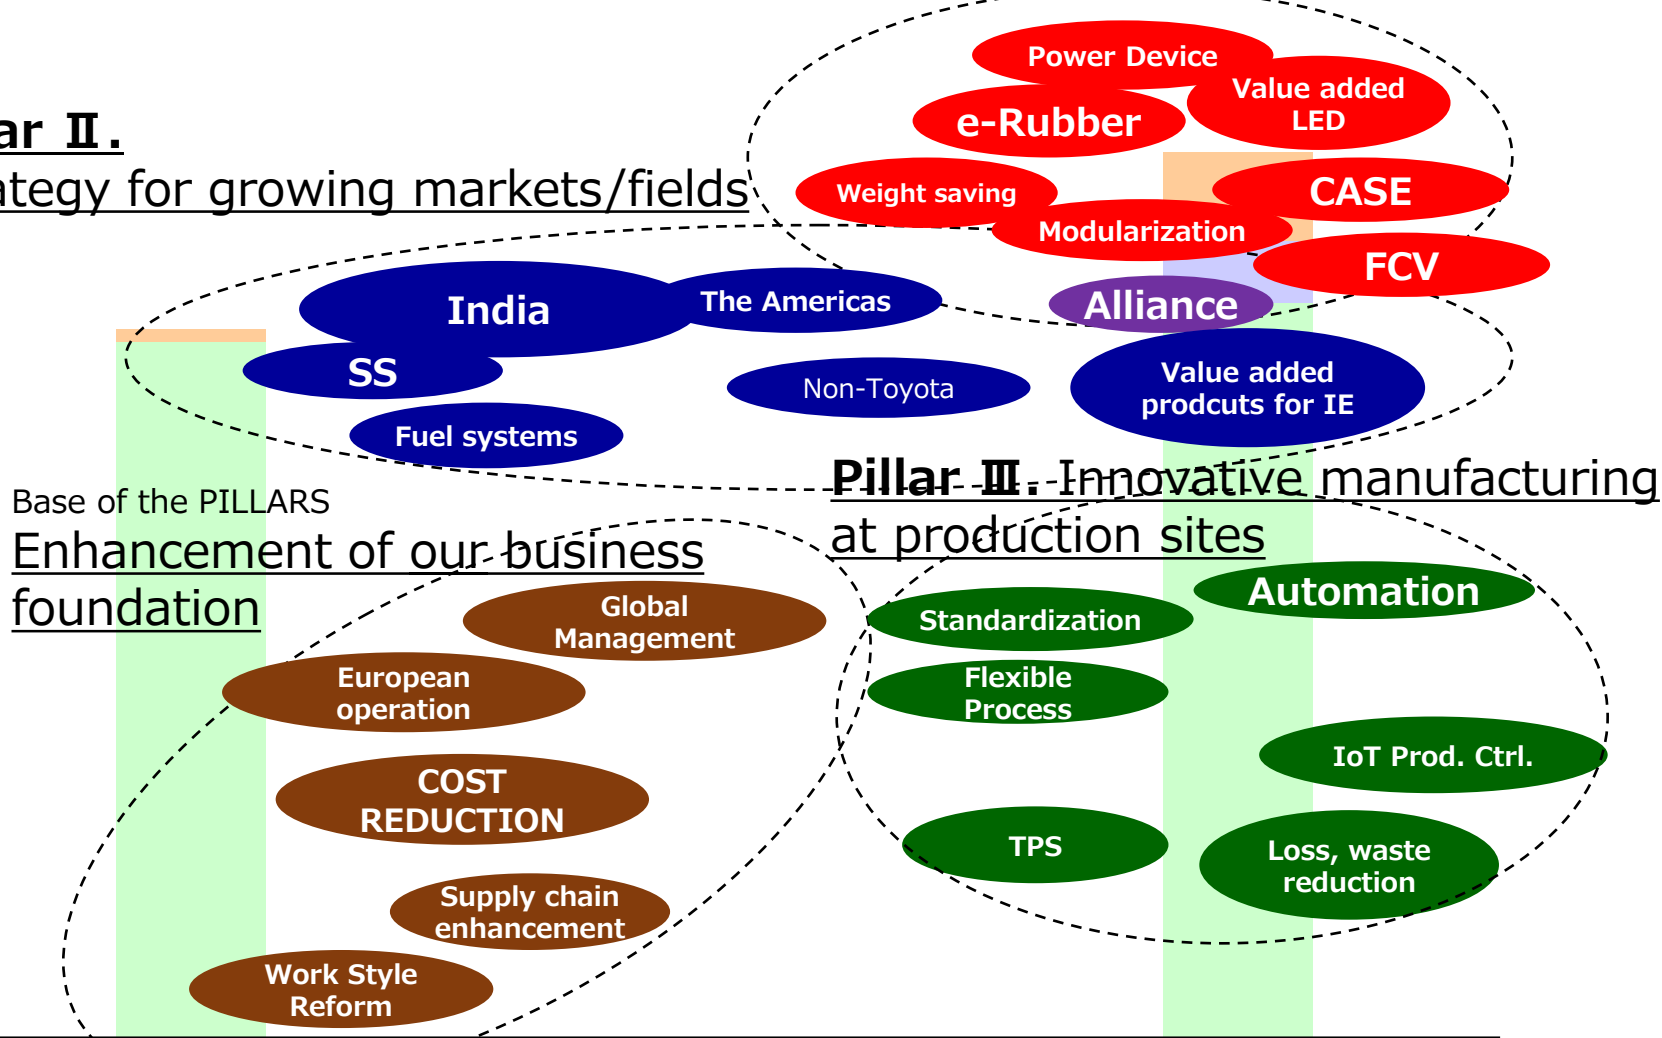 Power Device
Value added
LED
e-Rubber
ar Ⅱ.
ategy for growing markets/fields
Weight saving
CASE
Modularization
FCV
India
The Americas
Alliance
SS
Non-Toyota
Value added
prodcuts for IE
Fuel systems
Pillar Ⅲ. Innovative manufacturing
at production sites
Base of the PILLARS
Enhancement of our business
foundation
Global
Management
Standardization
Automation
European
operation
Flexible
Process
COST
REDUCTION
IoT Prod. Ctrl.
TPS
Loss, waste
reduction
Supply chain
enhancement
Work Style
Reform